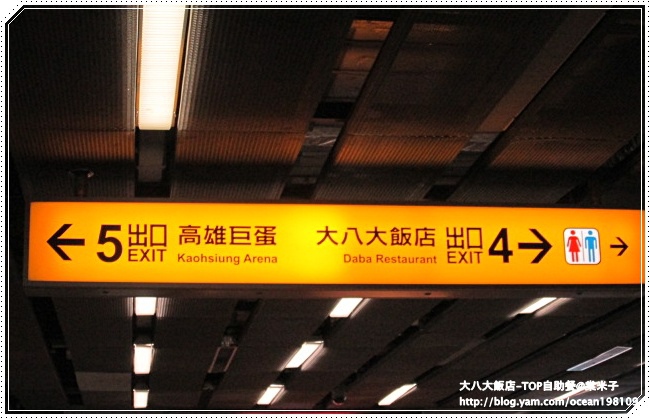 ← 5 出口 EXIT 高雄巨蛋 Kaohsiung Arena
大八大飯店 Daba Restaurant 出口 EXIT 4 → →
大八大飯店-TOP自助餐@紫米子
http://blog.yam.com/ocean198109